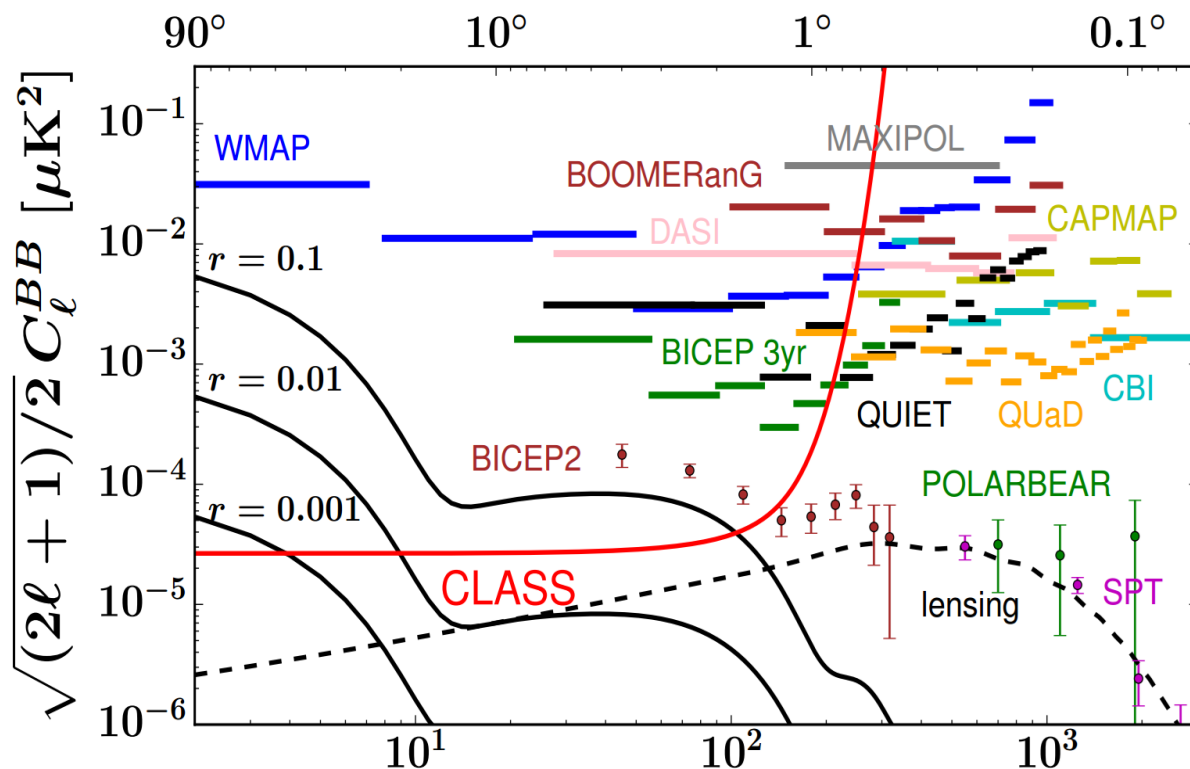 90° 10° 1° 0.1°
√(2ℓ + 1)/2 C_ℓ^{BB} [μK²]
10⁻¹
10⁻²
10⁻³
10⁻⁴
10⁻⁵
10⁻⁶
WMAP
MAXIPOL
BOOMERanG
CAPMAP
DASI
r = 0.1
BICEP 3yr
r = 0.01
CBI
QUIET
QUaD
BICEP2
POLARBEAR
r = 0.001
CLASS
SPT
lensing
10¹ 10² 10³